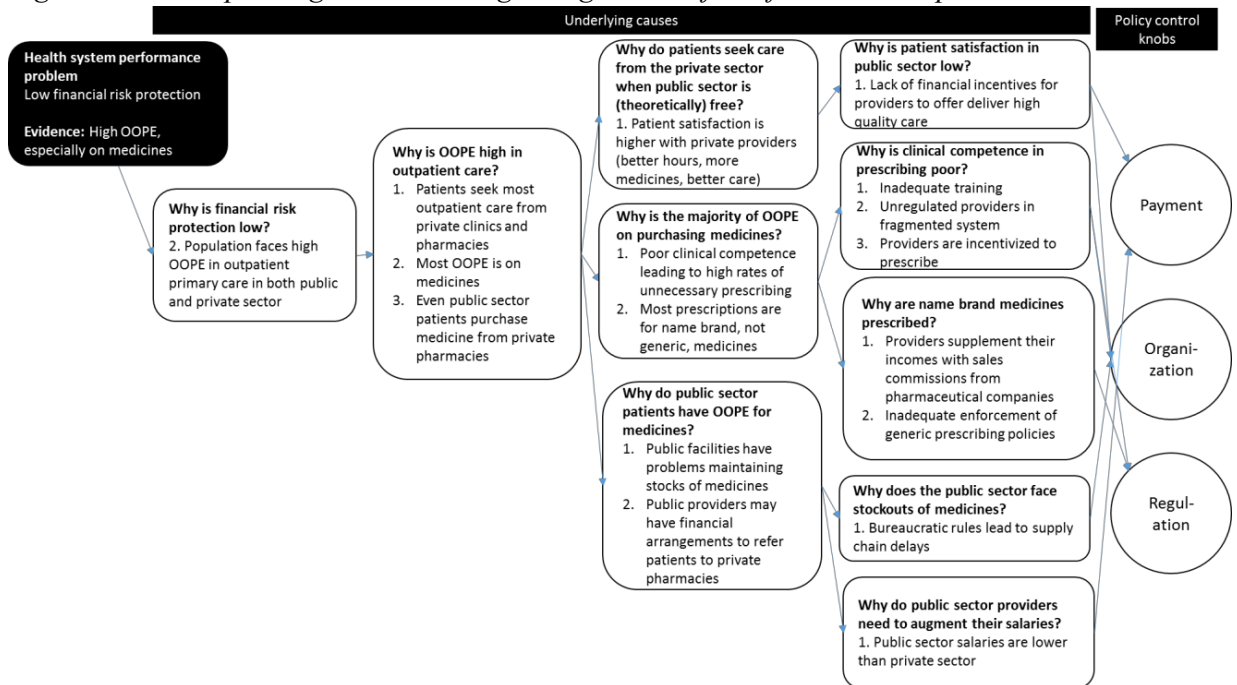 Underlying causes
Policy control
knobs
Health system performance
problem
Low financial risk protection
Evidence: High OOPE,
especially on medicines
Why is financial risk
protection low?
2. Population faces high
OOPE in outpatient
primary care in both public
and private sector
Why is OOPE high in
outpatient care?
1. Patients seek most
outpatient care from
private clinics and
pharmacies
2. Most OOPE is on
medicines
3. Even public sector
patients purchase
medicine from private
pharmacies
Why do patients seek care
from the private sector
when public sector is
(theoretically) free?
1. Patient satisfaction is
higher with private providers
(better hours, more
medicines, better care)
Why is the majority of OOPE
on purchasing medicines?
1. Poor clinical competence
leading to high rates of
unnecessary prescribing
2. Most prescriptions are
for name brand, not
generic, medicines
Why do public sector
patients have OOPE for
medicines?
1. Public facilities have
problems maintaining
stocks of medicines
2. Public providers may
have financial
arrangements to refer
patients to private
pharmacies
Why is patient satisfaction in
public sector low?
1. Lack of financial incentives for
providers to offer deliver high
quality care
Why is clinical competence in
prescribing poor?
1. Inadequate training
2. Unregulated providers in
fragmented system
3. Providers are incentivized to
prescribe
Why are name brand medicines
prescribed?
1. Providers supplement their
incomes with sales
commissions from
pharmaceutical companies
2. Inadequate enforcement of
generic prescribing policies
Why does the public sector face
stockouts of medicines?
1. Bureaucratic rules lead to supply
chain delays
Why do public sector providers
need to augment their salaries?
1. Public sector salaries are lower
than private sector
Payment
Organi-
zation
Regul-
ation